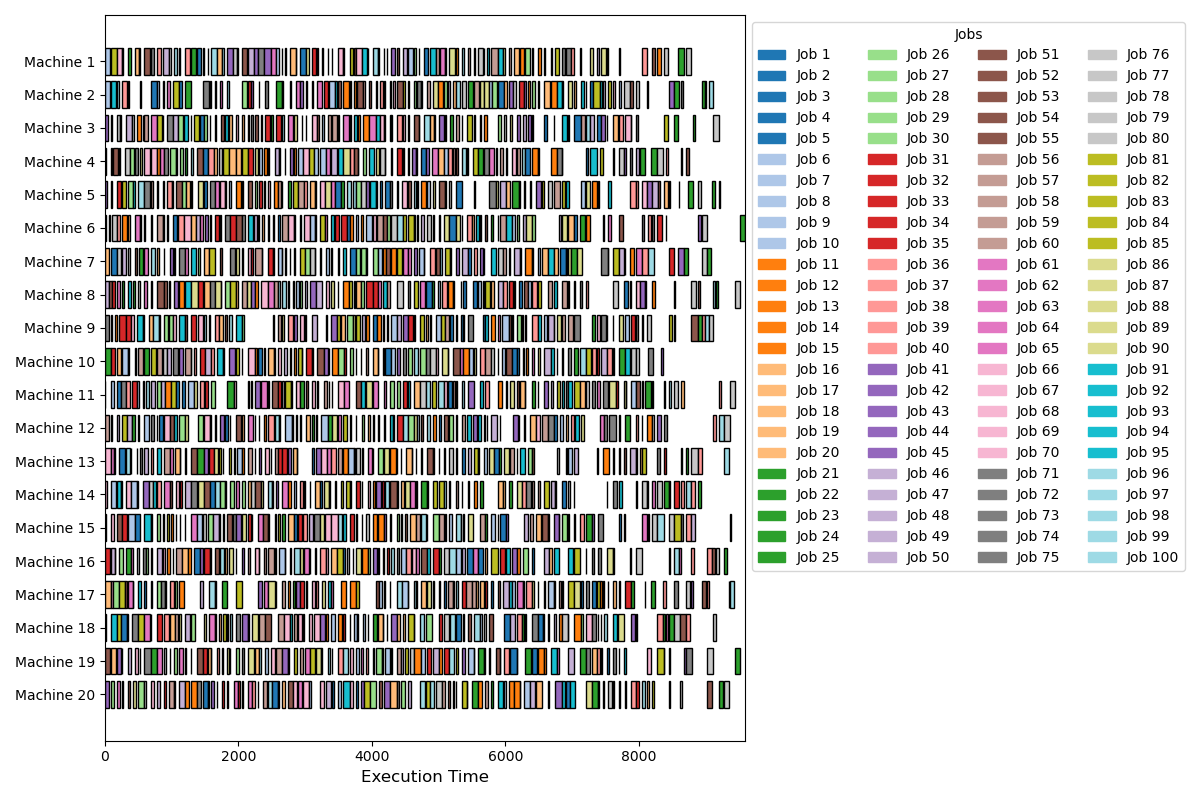 Machine 1
Machine 2
Machine 3
Machine 4
Machine 5
Machine 6
Machine 7
Machine 8
Machine 9
Machine 10
Machine 11
Machine 12
Machine 13
Machine 14
Machine 15
Machine 16
Machine 17
Machine 18
Machine 19
Machine 20
0 2000 4000 6000 8000
Execution Time
Jobs
Job 1 Job 26 Job 51 Job 76
Job 2 Job 27 Job 52 Job 77
Job 3 Job 28 Job 53 Job 78
Job 4 Job 29 Job 54 Job 79
Job 5 Job 30 Job 55 Job 80
Job 6 Job 31 Job 56 Job 81
Job 7 Job 32 Job 57 Job 82
Job 8 Job 33 Job 58 Job 83
Job 9 Job 34 Job 59 Job 84
Job 10 Job 35 Job 60 Job 85
Job 11 Job 36 Job 61 Job 86
Job 12 Job 37 Job 62 Job 87
Job 13 Job 38 Job 63 Job 88
Job 14 Job 39 Job 64 Job 89
Job 15 Job 40 Job 65 Job 90
Job 16 Job 41 Job 66 Job 91
Job 17 Job 42 Job 67 Job 92
Job 18 Job 43 Job 68 Job 93
Job 19 Job 44 Job 69 Job 94
Job 20 Job 45 Job 70 Job 95
Job 21 Job 46 Job 71 Job 96
Job 22 Job 47 Job 72 Job 97
Job 23 Job 48 Job 73 Job 98
Job 24 Job 49 Job 74 Job 99
Job 25 Job 50 Job 75 Job 100